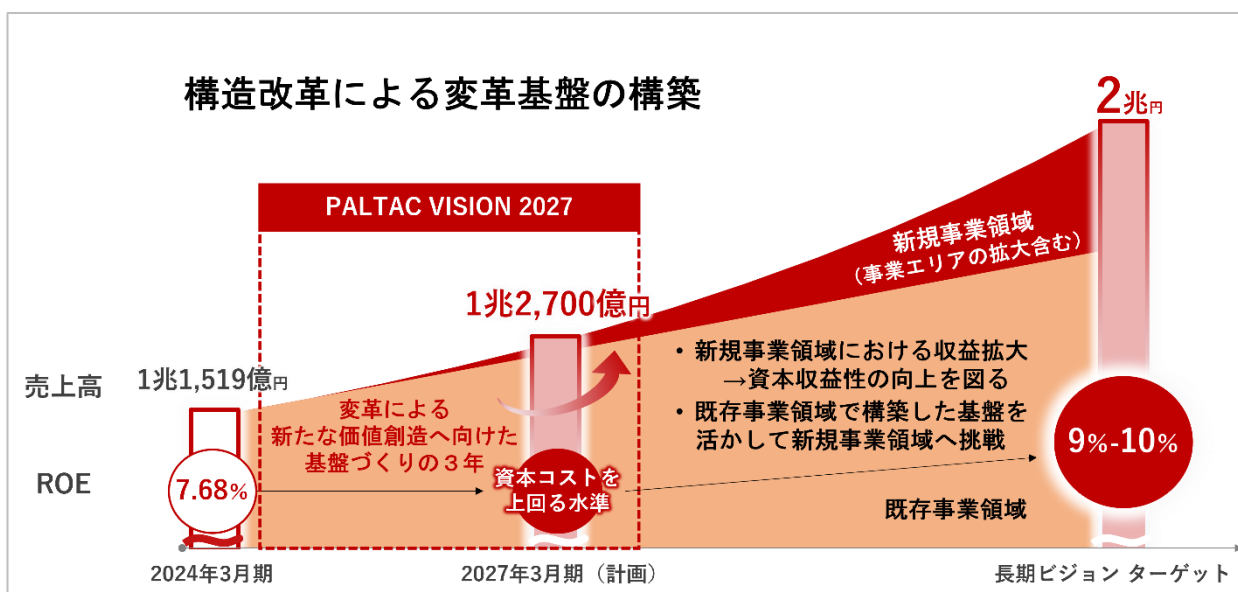 構造改革による変革基盤の構築
2兆円
PALTAC VISION 2027
新規事業領域
(事業エリアの拡大含む)
1兆2,700億円
売上高
1兆1,519億円
変革による
新たな価値創造へ向けた
基盤づくりの3年
・新規事業領域における収益拡大
→資本収益性の向上を図る
・既存事業領域で構築した基盤を
活かして新規事業領域へ挑戦
ROE
7.68%
資本コストを
上回る水準
9%-10%
既存事業領域
2024年3月期
2027年3月期(計画)
長期ビジョン ターゲット